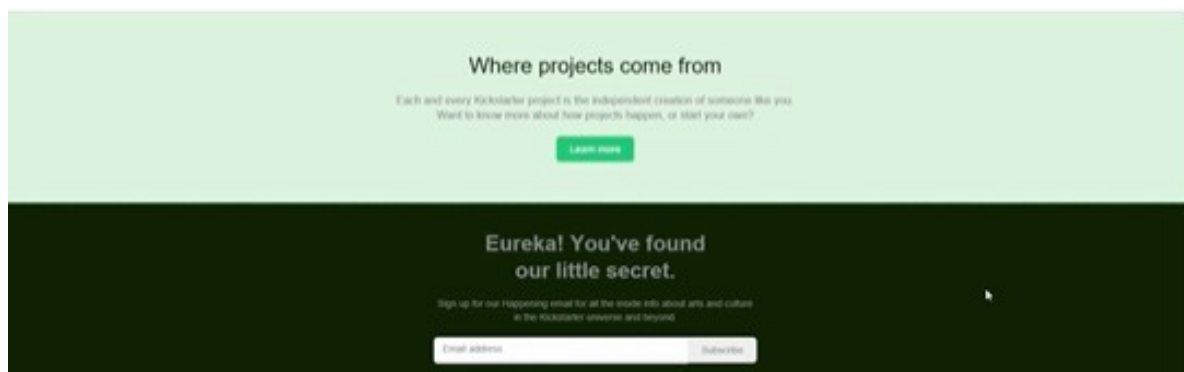 Where projects come from
Each and every Kickstarter project is the independent creation of someone like you.
Want to know more about how projects happen, or start your own?
Learn more
Eureka! You've found
our little secret.
Sign up for our Happening email for all the inside info about arts and culture
in the Kickstarter universe and beyond.
Email address
Subscribe